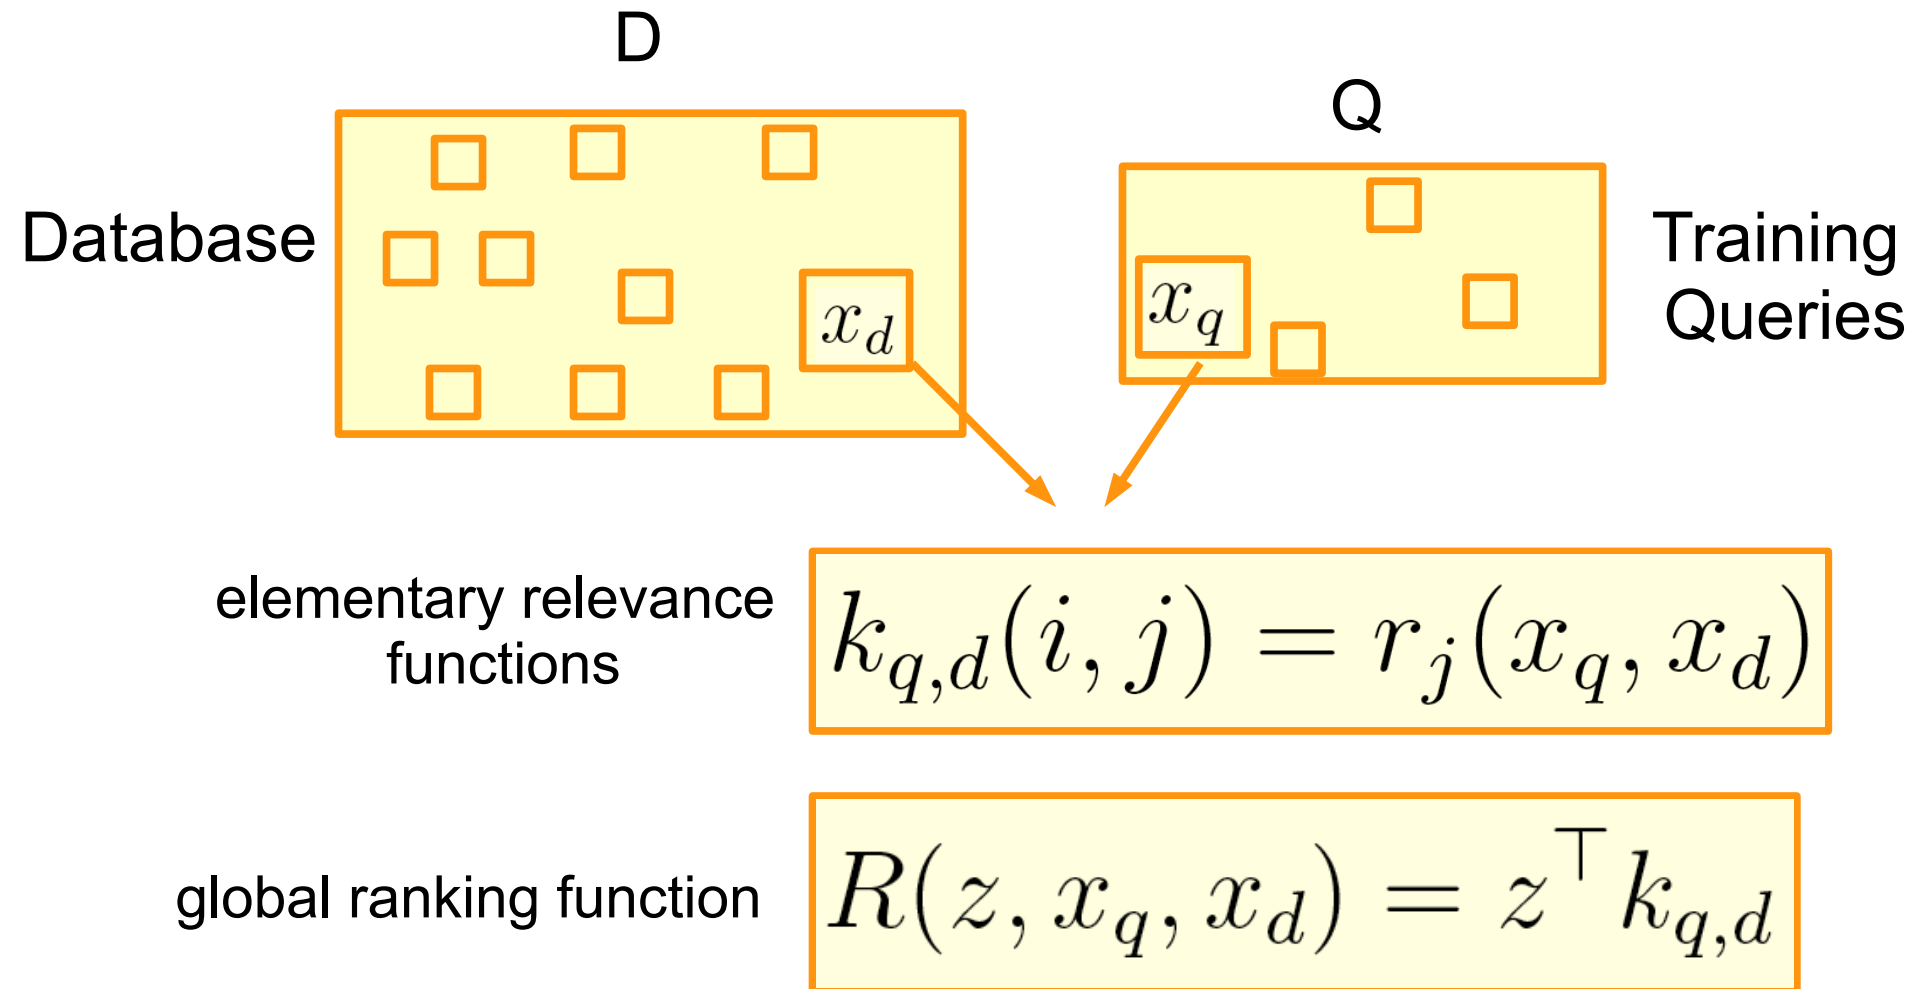 D
Q
Database
x_d
x_q
Training
Queries
elementary relevance
functions
k_{q,d}(i, j) = r_j(x_q, x_d)
global ranking function
R(z, x_q, x_d) = z^⊤ k_{q,d}